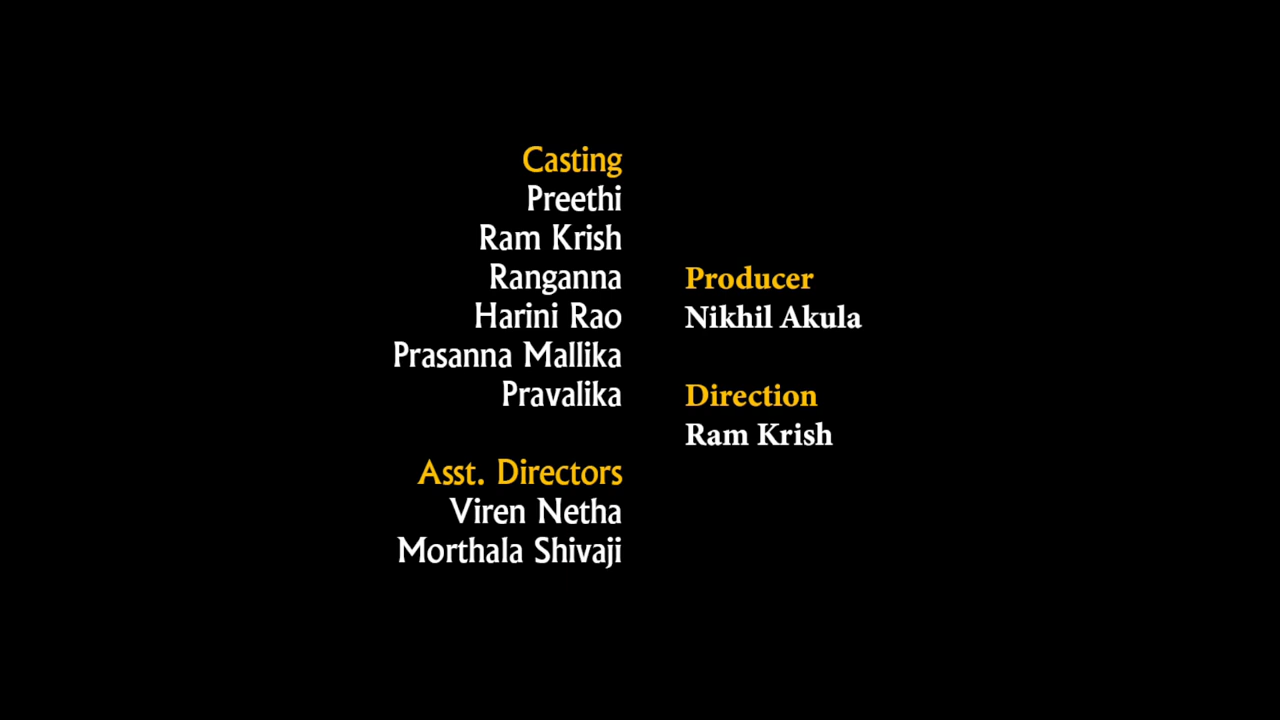 Casting
Preethi
Ram Krish
Ranganna
Harini Rao
Prasanna Mallika
Pravalika
Asst. Directors
Viren Netha
Morthala Shivaji
Producer
Nikhil Akula
Direction
Ram Krish